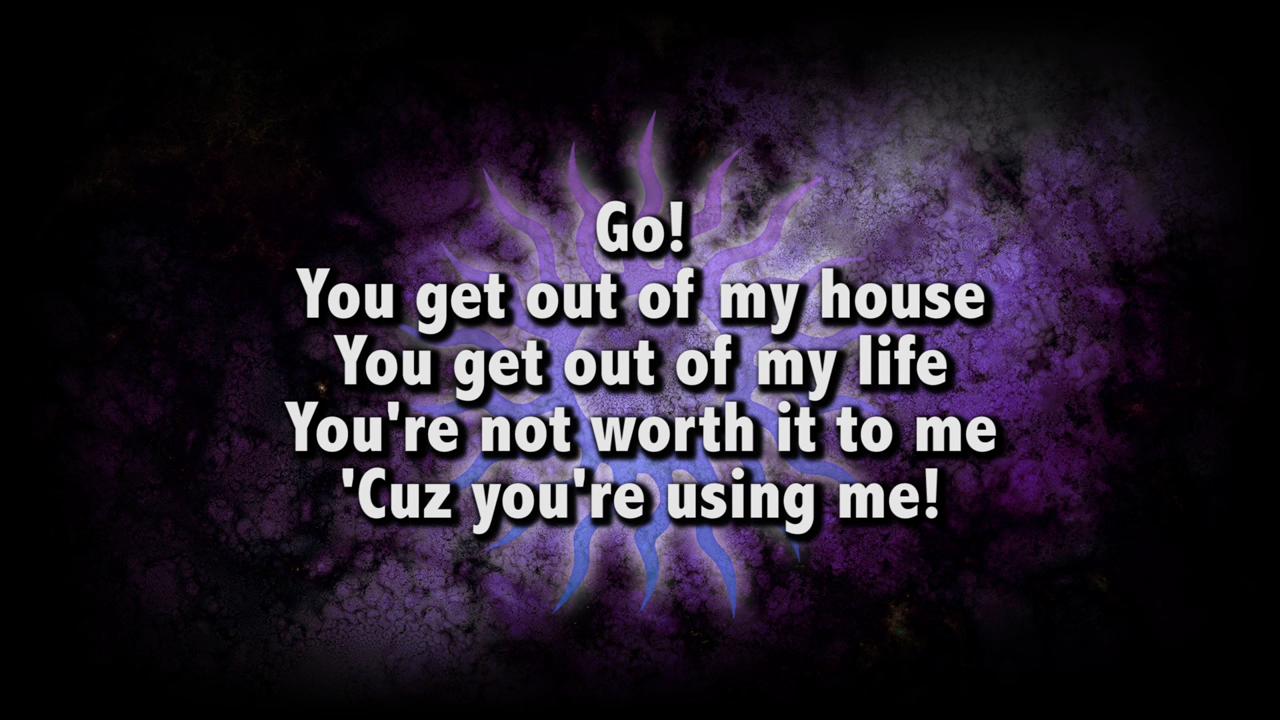 Go!
You get out of my house
You get out of my life
You're not worth it to me
'Cuz you're using me!